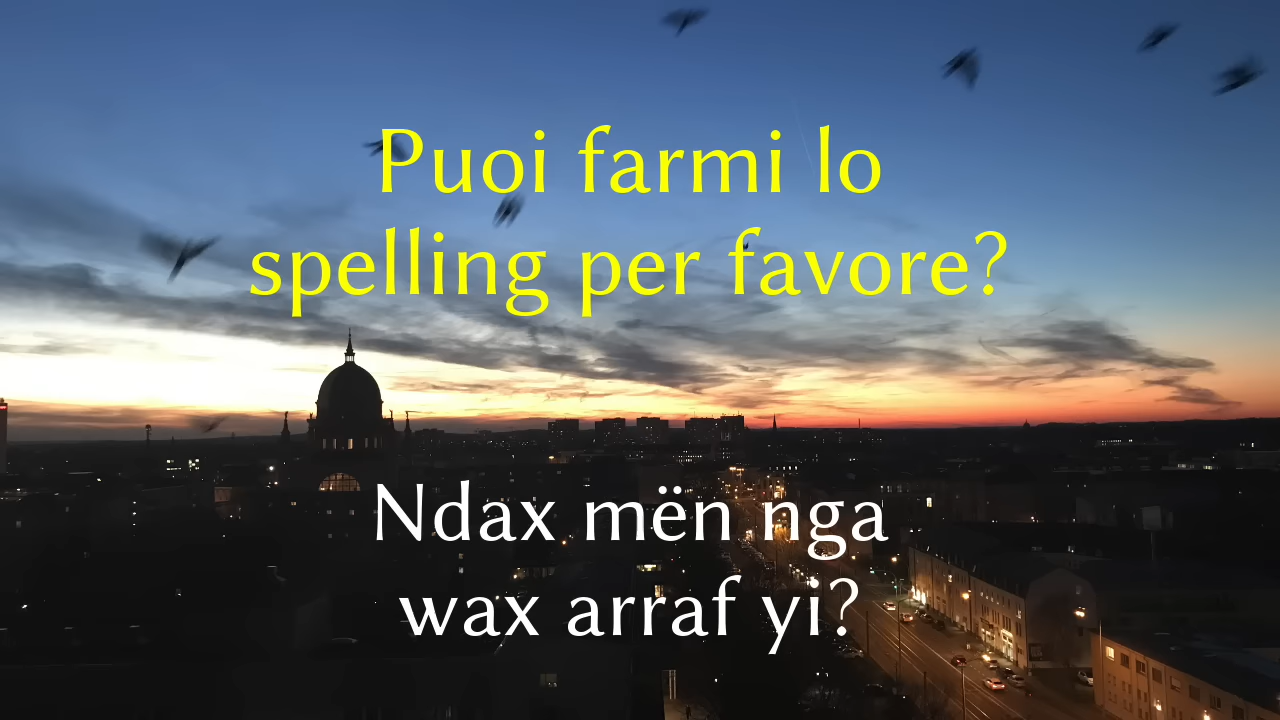 Puoi farmi lo
spelling per favore?
Ndax mën nga
wax arraf yi?